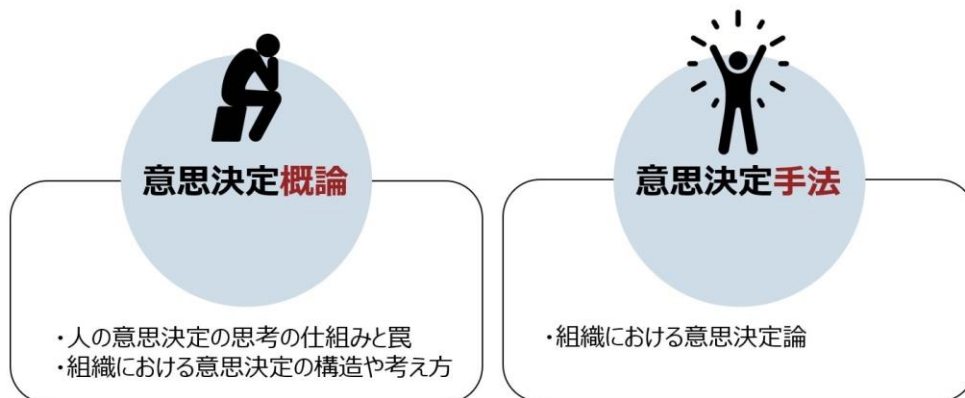 意思決定概論
・人の意思決定の思考の仕組みと罠
・組織における意思決定の構造や考え方
意思決定手法
・組織における意思決定論